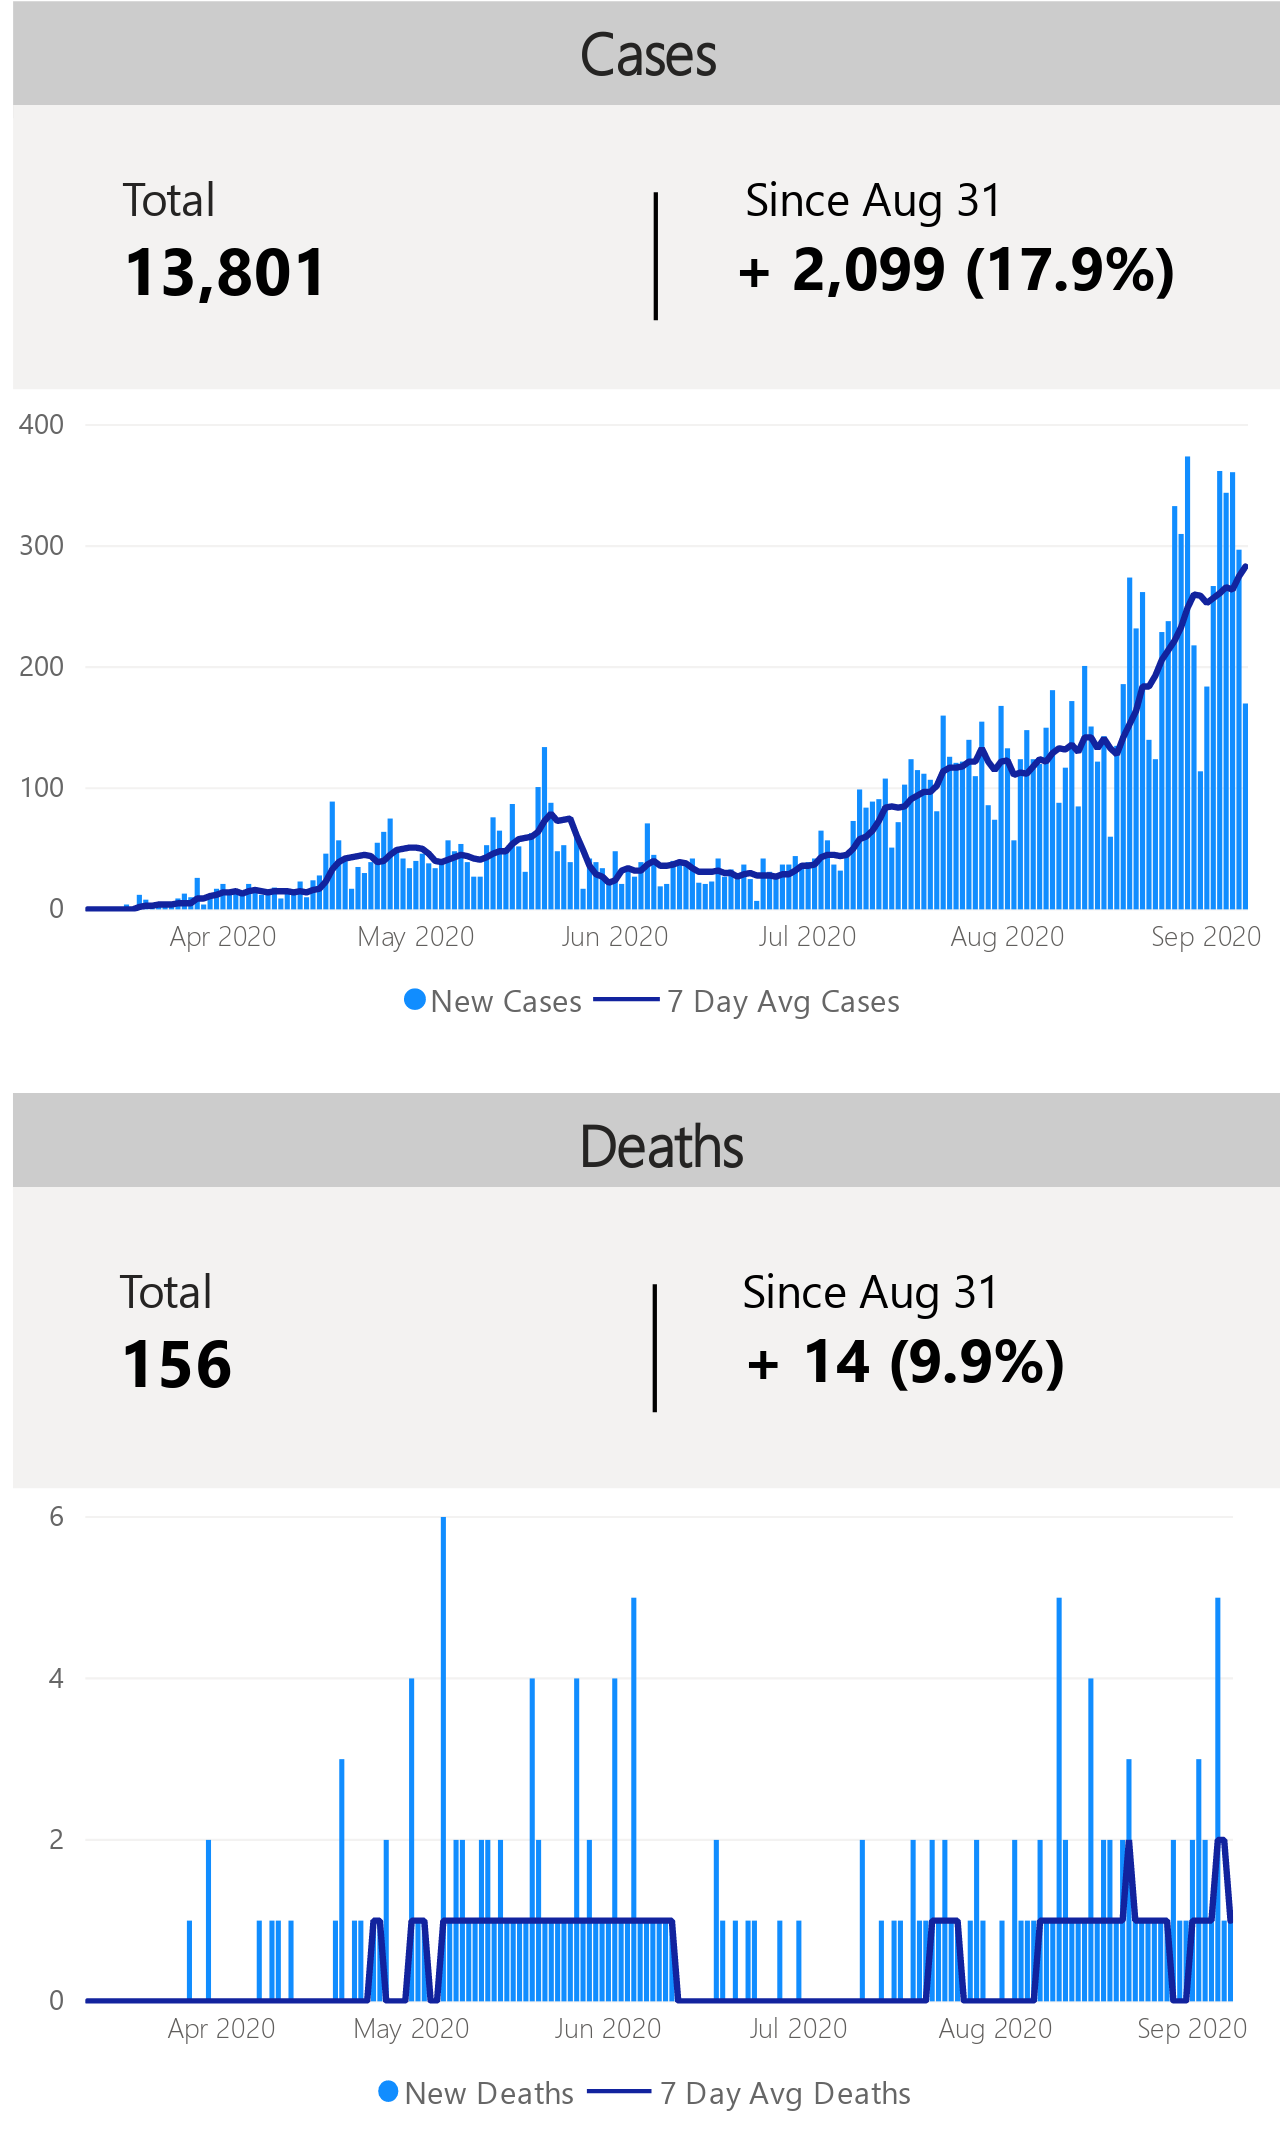 Cases
Total
Since Aug 31
13,801
+ 2,099 (17.9%)
400
300
200
100
0
Apr 2020
May 2020
Jun 2020
Jul 2020
Aug 2020
Sep 2020
New Cases
7 Day Avg Cases
Deaths
Total
Since Aug 31
156
+ 14 (9.9%)
6
4
2
0
Apr 2020
May 2020
Jun 2020
Jul 2020
Aug 2020
Sep 2020
New Deaths
7 Day Avg Deaths